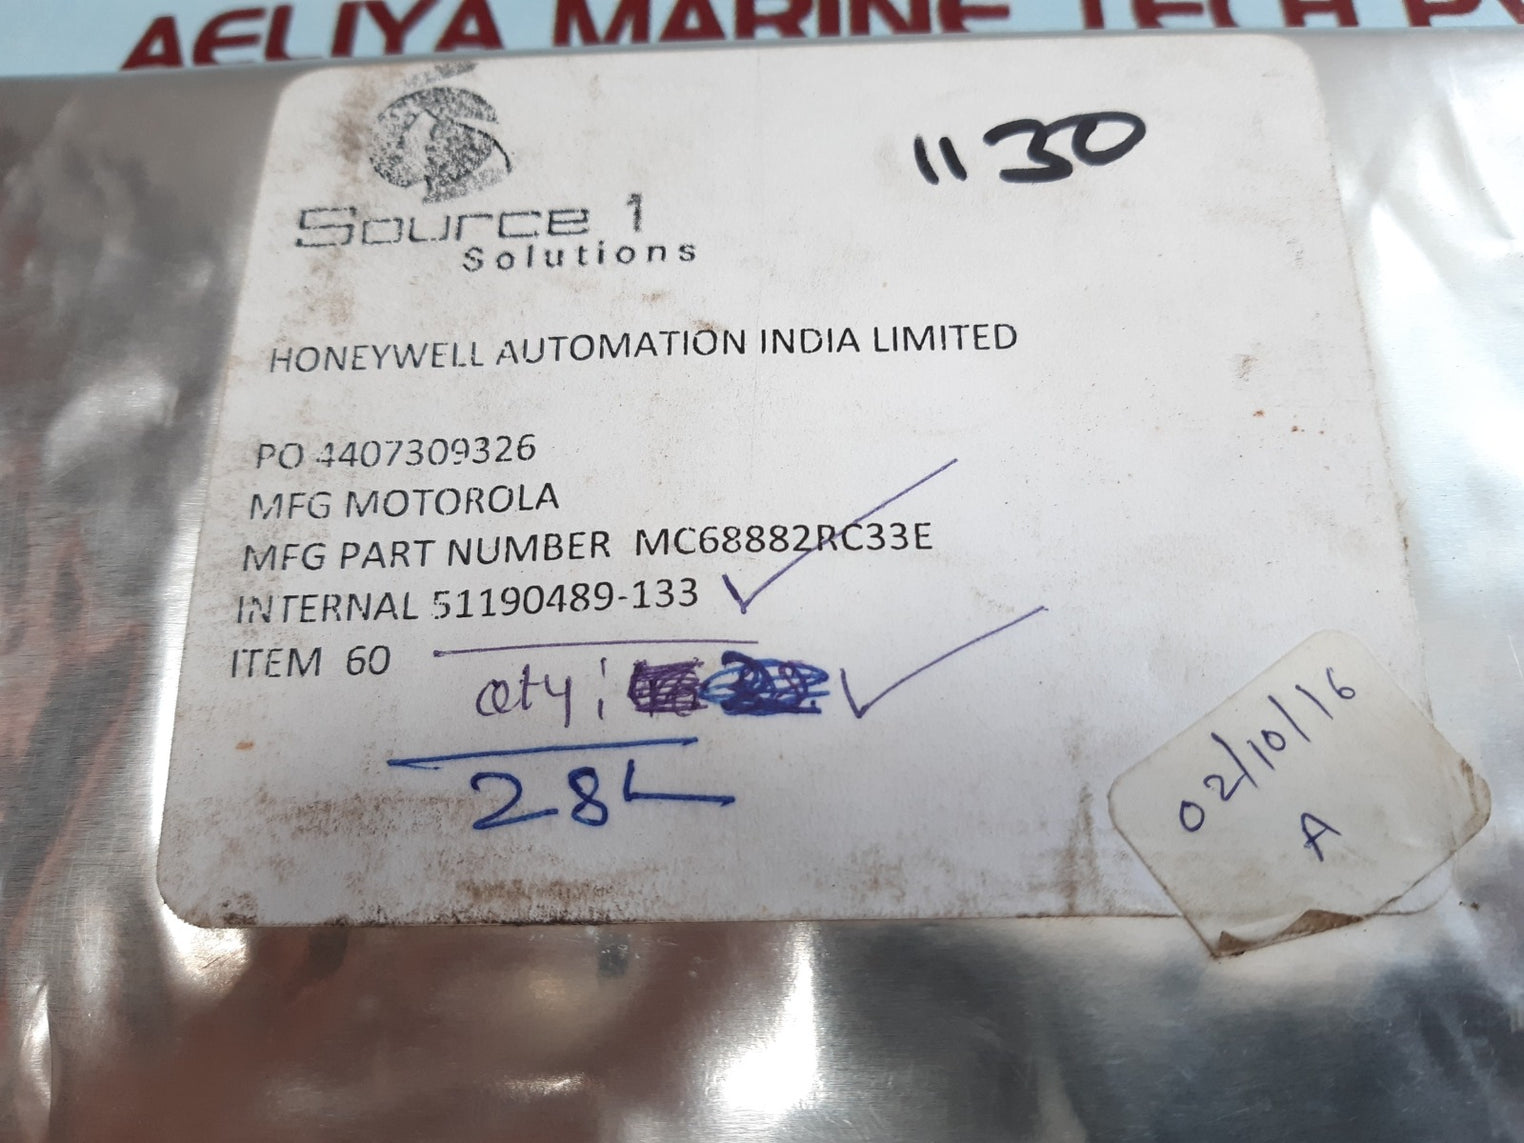 AELIYA MARINE TECH PV
1130
Source 1
Solutions
HONEYWELL AUTOMATION INDIA LIMITED
PO 4407309326
MFG MOTOROLA
MFG PART NUMBER MC68882RC33E
INTERNAL 51190489-133
ITEM 60
Qty:
28
02/10/16
A